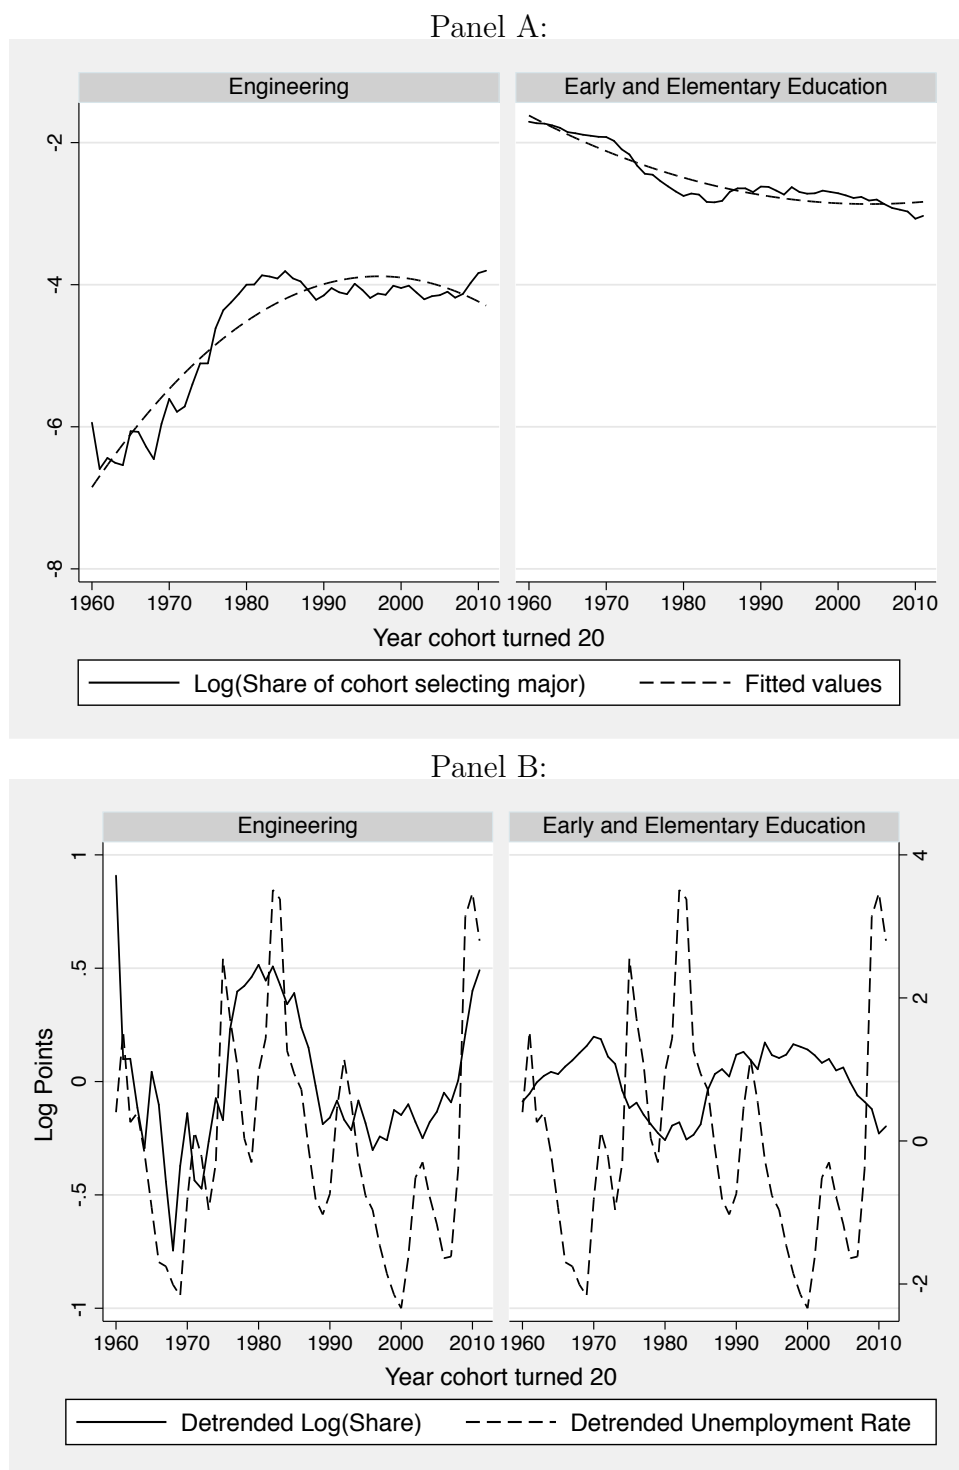 Panel A:
Engineering
Early and Elementary Education
-2
-4
-6
-8
1960 1970 1980 1990 2000 2010 1960 1970 1980 1990 2000 2010
Year cohort turned 20
Log(Share of cohort selecting major) Fitted values
Panel B:
Engineering
Early and Elementary Education
Log Points
1
.5
0
-.5
-1
4
2
0
-2
1960 1970 1980 1990 2000 2010 1960 1970 1980 1990 2000 2010
Year cohort turned 20
Detrended Log(Share) Detrended Unemployment Rate